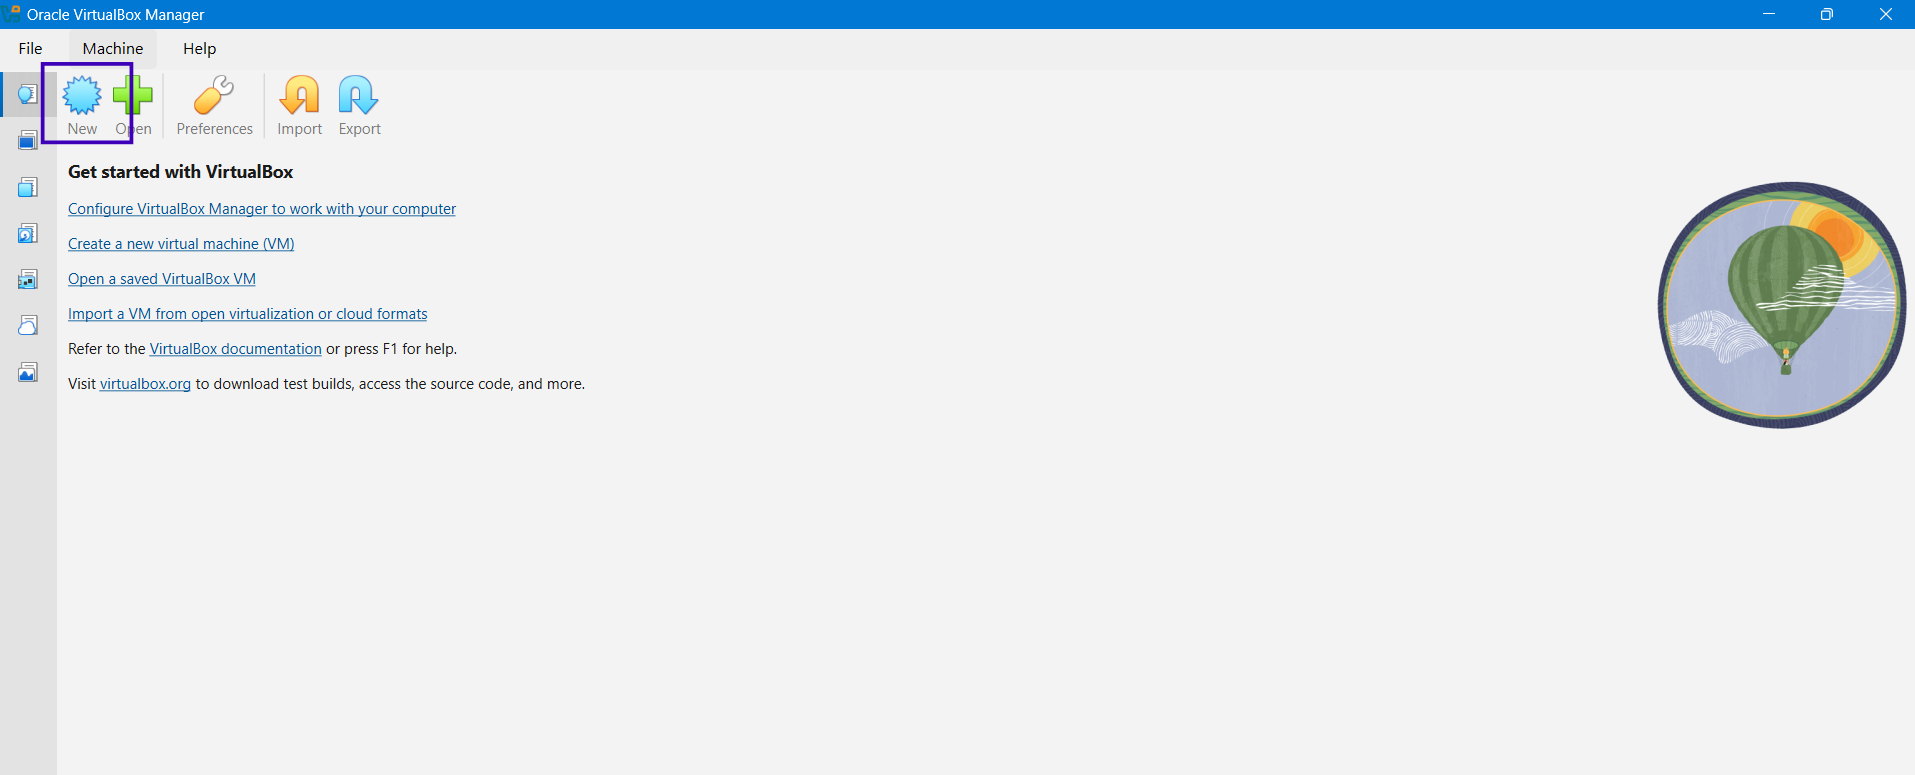 Oracle VirtualBox Manager
File Machine Help
New Open Preferences Import Export
Get started with VirtualBox
Configure VirtualBox Manager to work with your computer
Create a new virtual machine (VM)
Open a saved VirtualBox VM
Import a VM from open virtualization or cloud formats
Refer to the VirtualBox documentation or press F1 for help.
Visit virtualbox.org to download test builds, access the source code, and more.